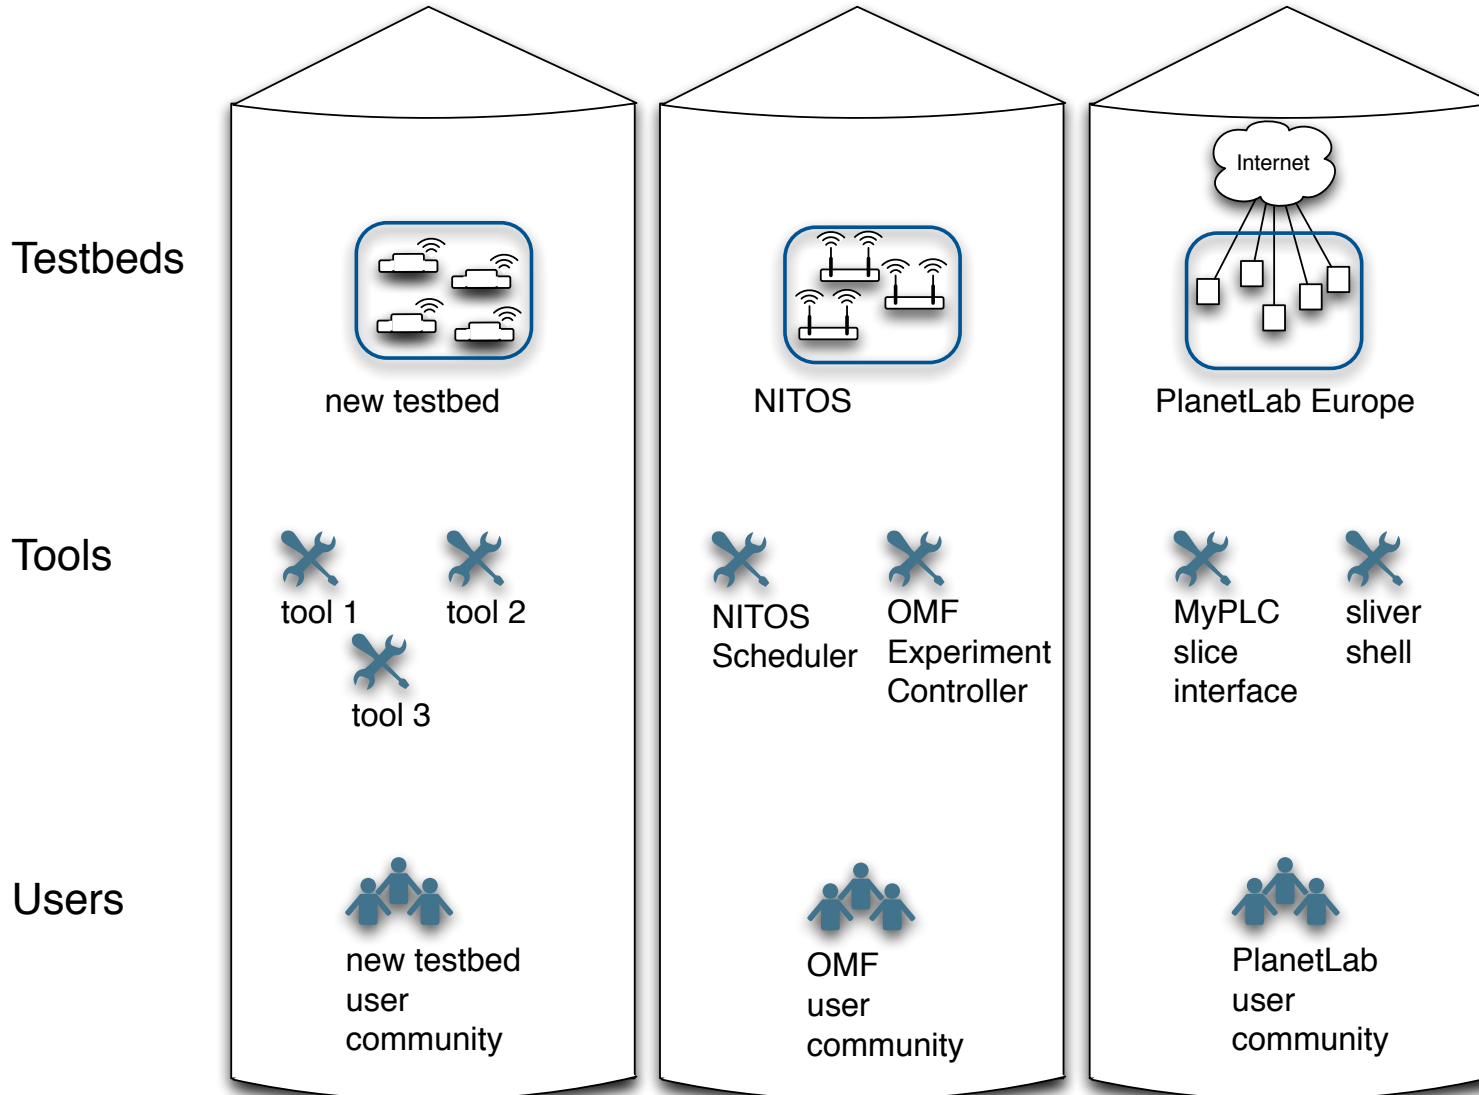 Internet
Testbeds
new testbed
NITOS
PlanetLab Europe
Tools
tool 1
tool 2
tool 3
NITOS
Scheduler
OMF
Experiment
Controller
MyPLC
slice
interface
sliver
shell
Users
new testbed
user
community
OMF
user
community
PlanetLab
user
community